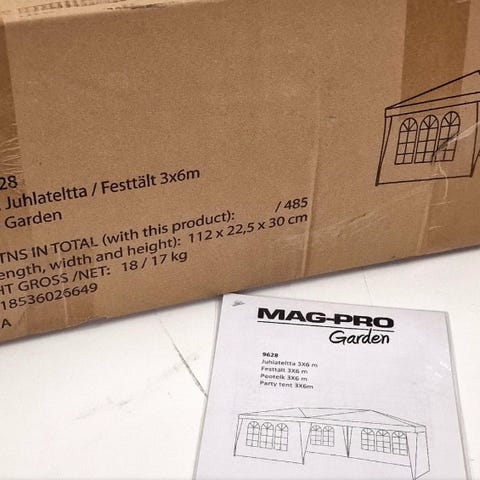 28
Juhlateltta / Festtält 3x6m
Garden
TNS IN TOTAL (with this product): / 485
ength, width and height): 112 x 22,5 x 30 cm
HT GROSS /NET: 18 / 17 kg
18536026649
A
MAG-PRO
Garden
9628
Juhlateltta 3X6 m
Festtält 3X6 m
Peotelk 3X6 m
Party tent 3X6m